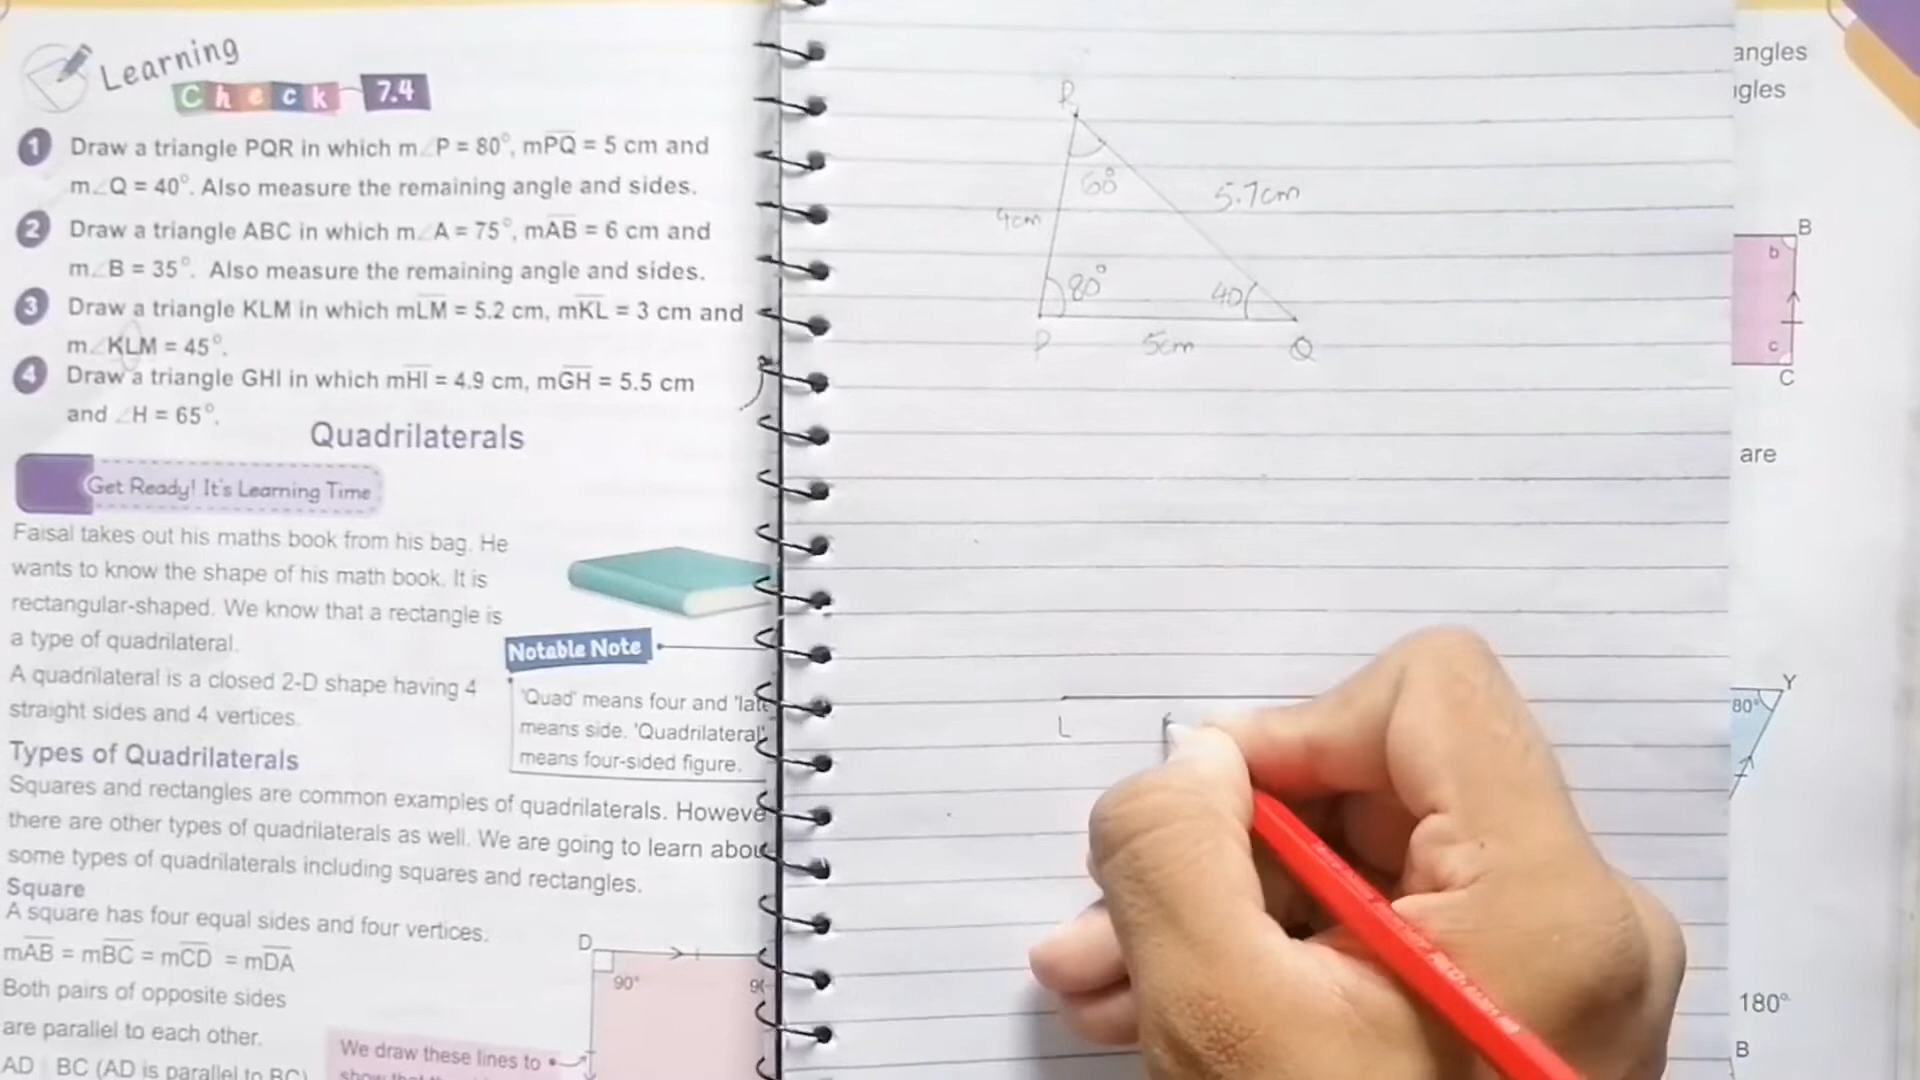 Learning
Check 7.4
1 Draw a triangle PQR in which m∠P = 80°, mPQ = 5 cm and
m∠Q = 40°. Also measure the remaining angle and sides.
2 Draw a triangle ABC in which m∠A = 75°, mAB = 6 cm and
m∠B = 35°. Also measure the remaining angle and sides.
3 Draw a triangle KLM in which mLM = 5.2 cm, mKL = 3 cm and
m∠KLM = 45°.
4 Draw a triangle GHI in which mHI = 4.9 cm, mGH = 5.5 cm
and ∠H = 65°.
Quadrilaterals
Get Ready! It's Learning Time
Faisal takes out his maths book from his bag. He
wants to know the shape of his math book. It is
rectangular-shaped. We know that a rectangle is
a type of quadrilateral.
A quadrilateral is a closed 2-D shape having 4
straight sides and 4 vertices.
Notable Note
'Quad' means four and 'late
means side. 'Quadrilateral'
means four-sided figure.
Types of Quadrilaterals
Squares and rectangles are common examples of quadrilaterals. Howeve
there are other types of quadrilaterals as well. We are going to learn abou
some types of quadrilaterals including squares and rectangles.
Square
A square has four equal sides and four vertices.
mAB = mBC = mCD = mDA
Both pairs of opposite sides
are parallel to each other.
AD BC (AD is parallel to BC)
D
90°
90
We draw these lines to
R
60°
5.7cm
4cm
80°
40
P
5cm
Q
L
angles
gles
B
b
c
C
are
Y
80°
180°
B